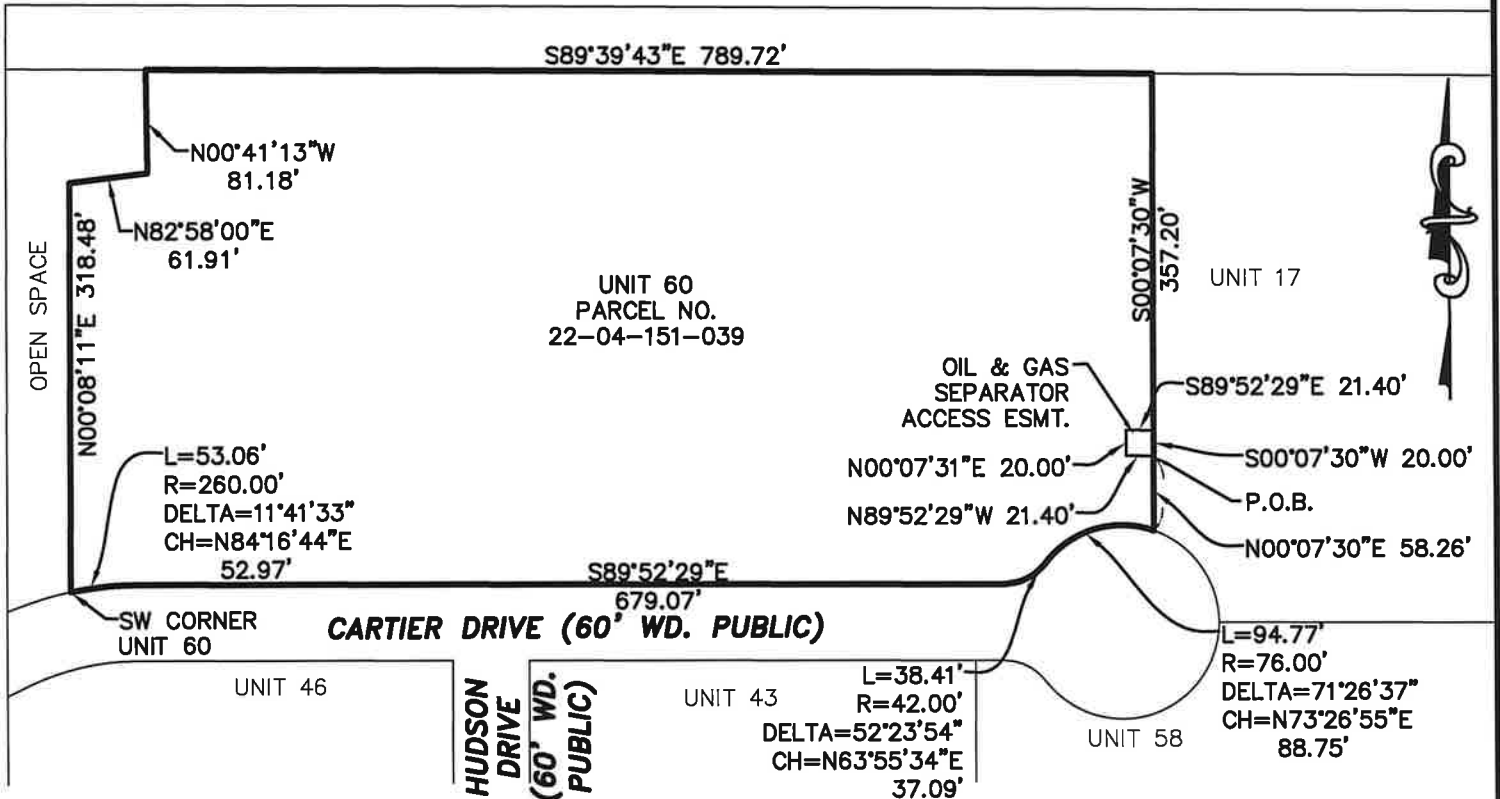 S89°39'43"E 789.72'
N00°41'13"W
81.18'
N82°58'00"E
61.91'
OPEN SPACE
N00°08'11"E 318.48'
UNIT 60
PARCEL NO.
22-04-151-039
S00°07'30"W
357.20'
UNIT 17
OIL & GAS
SEPARATOR
ACCESS ESMT.
S89°52'29"E 21.40'
N00°07'31"E 20.00'
S00°07'30"W 20.00'
N89°52'29"W 21.40'
P.O.B.
N00°07'30"E 58.26'
L=53.06'
R=260.00'
DELTA=11°41'33"
CH=N84°16'44"E
52.97'
S89°52'29"E
679.07'
SW CORNER
UNIT 60
CARTIER DRIVE (60' WD. PUBLIC)
UNIT 46
HUDSON
DRIVE
(60' WD.
PUBLIC)
UNIT 43
L=38.41'
R=42.00'
DELTA=52°23'54"
CH=N63°55'34"E
37.09'
UNIT 58
L=94.77'
R=76.00'
DELTA=71°26'37"
CH=N73°26'55"E
88.75'